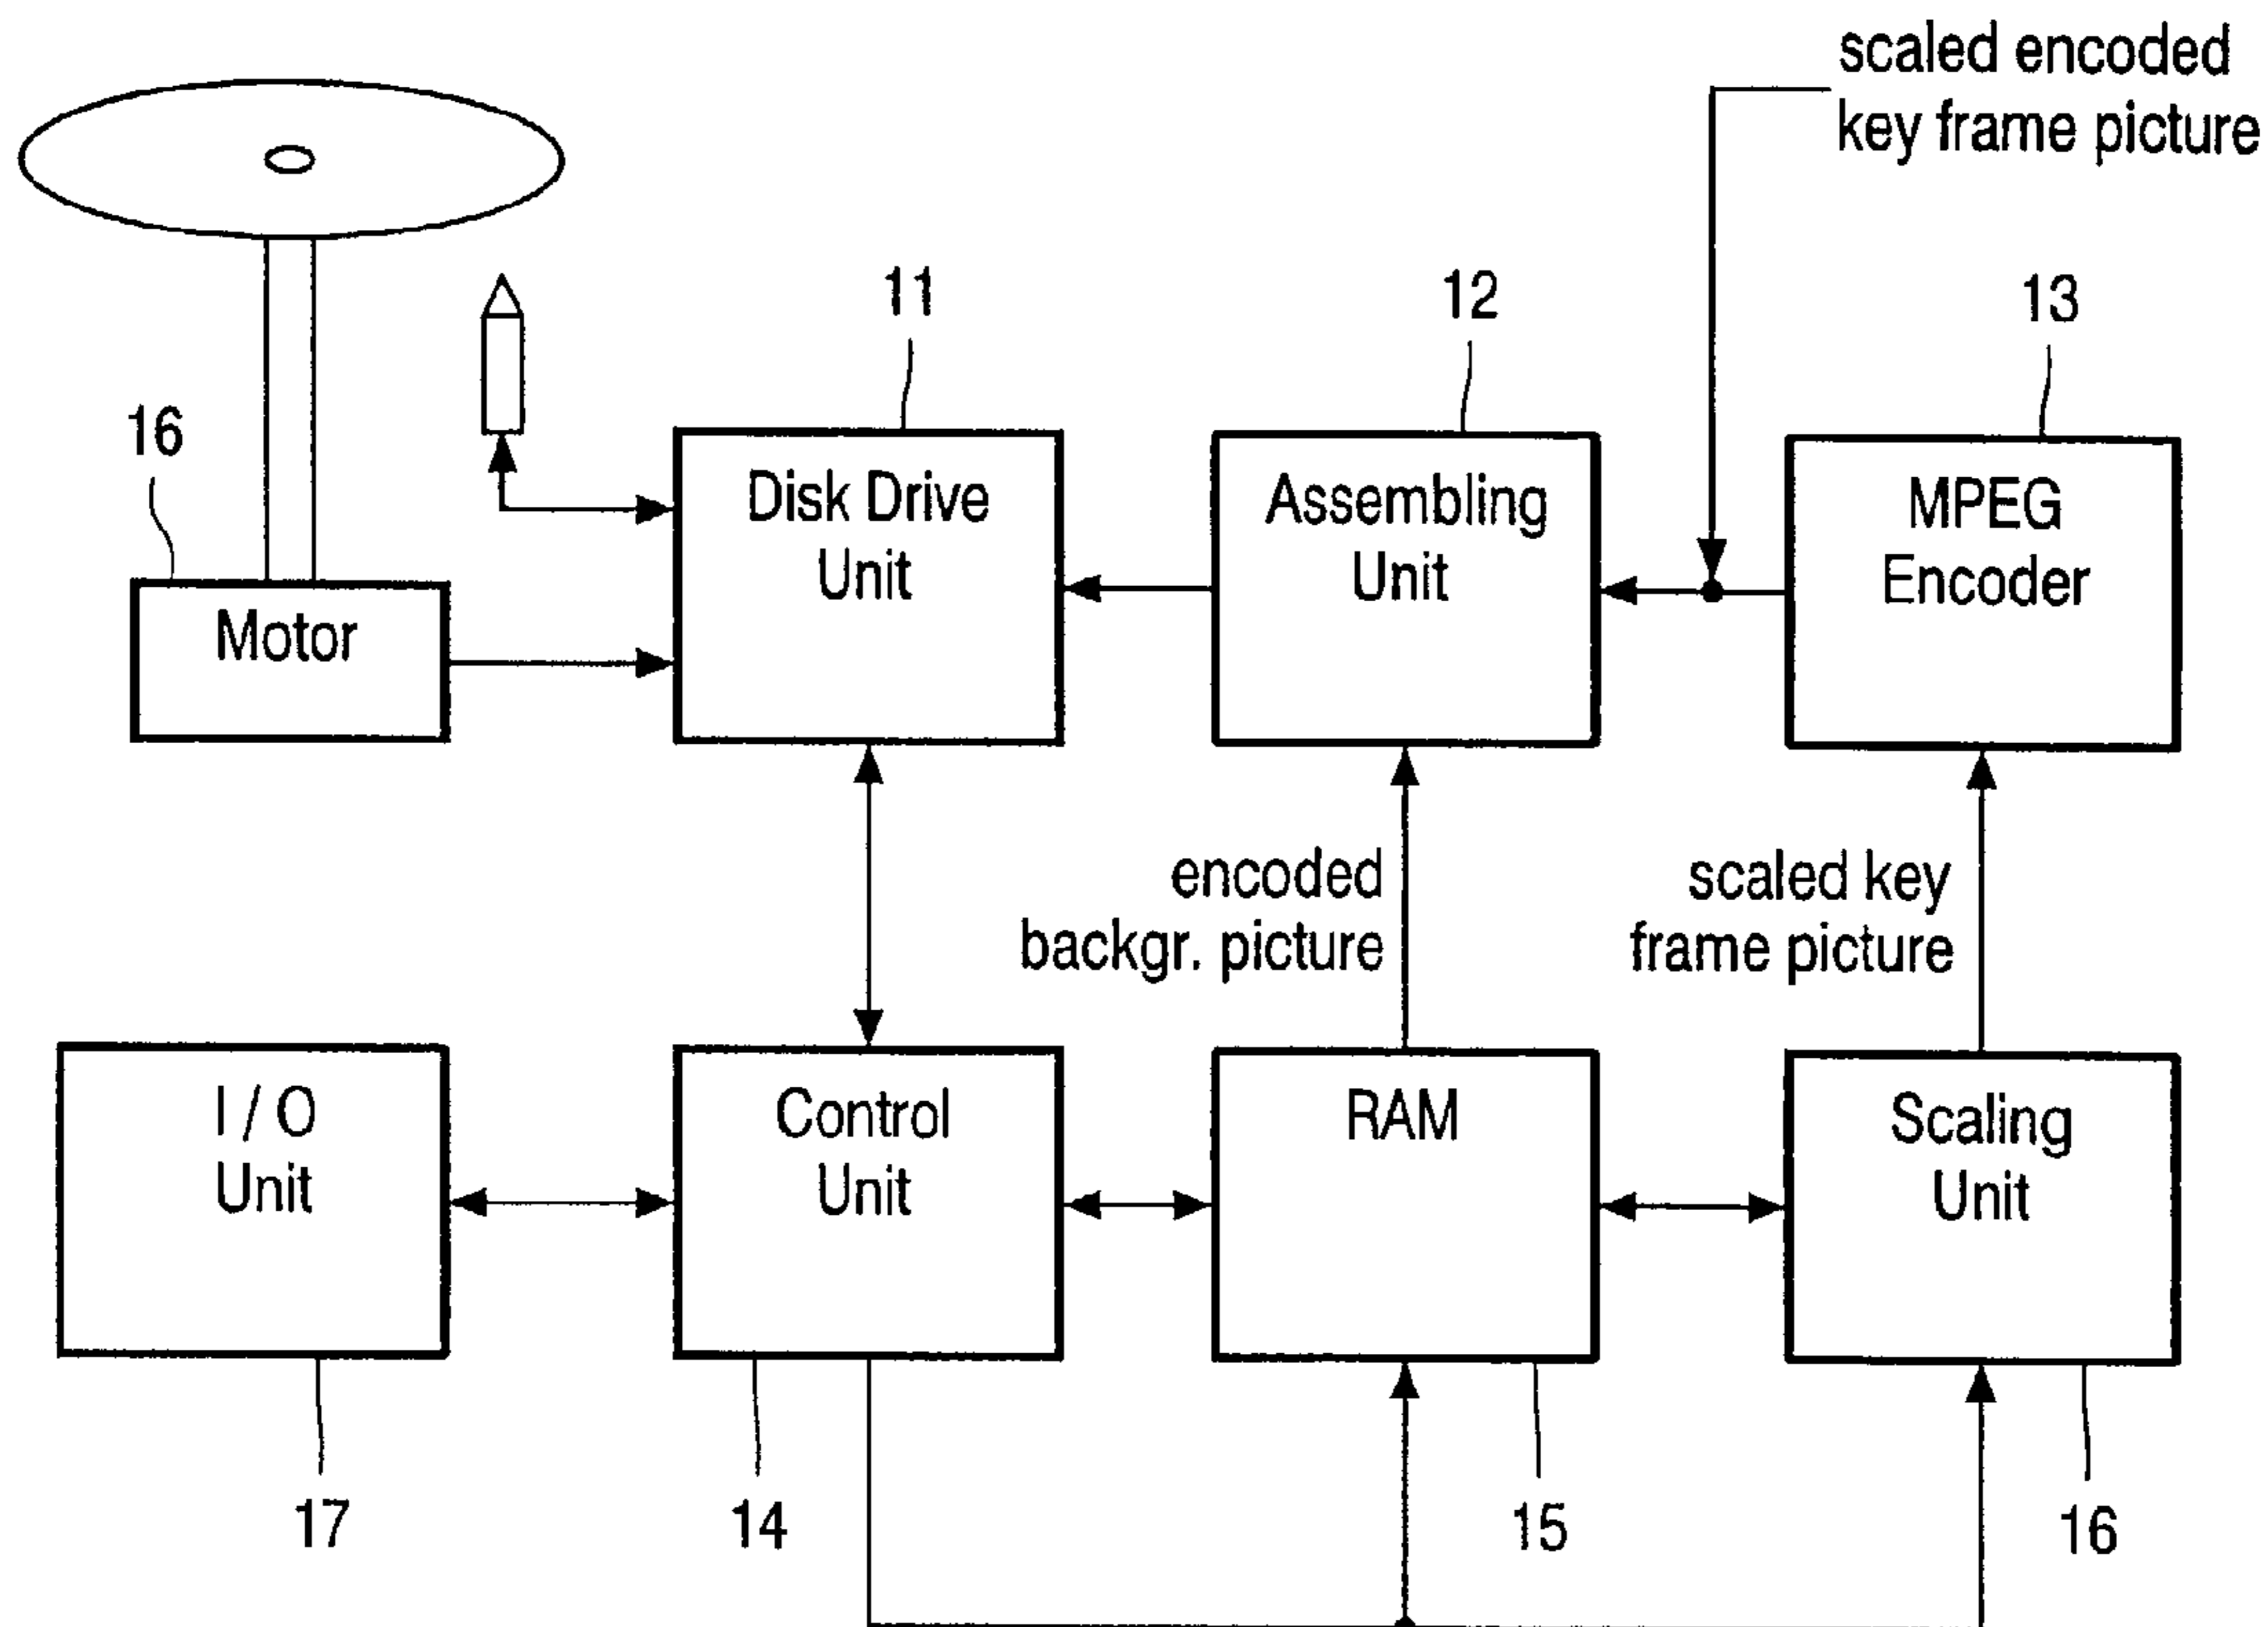 scaled encoded
key frame picture
11
12
13
16
Disk Drive
Unit
Assembling
Unit
MPEG
Encoder
Motor
encoded
backgr. picture
scaled key
frame picture
I / O
Unit
Control
Unit
RAM
Scaling
Unit
17
14
15
16